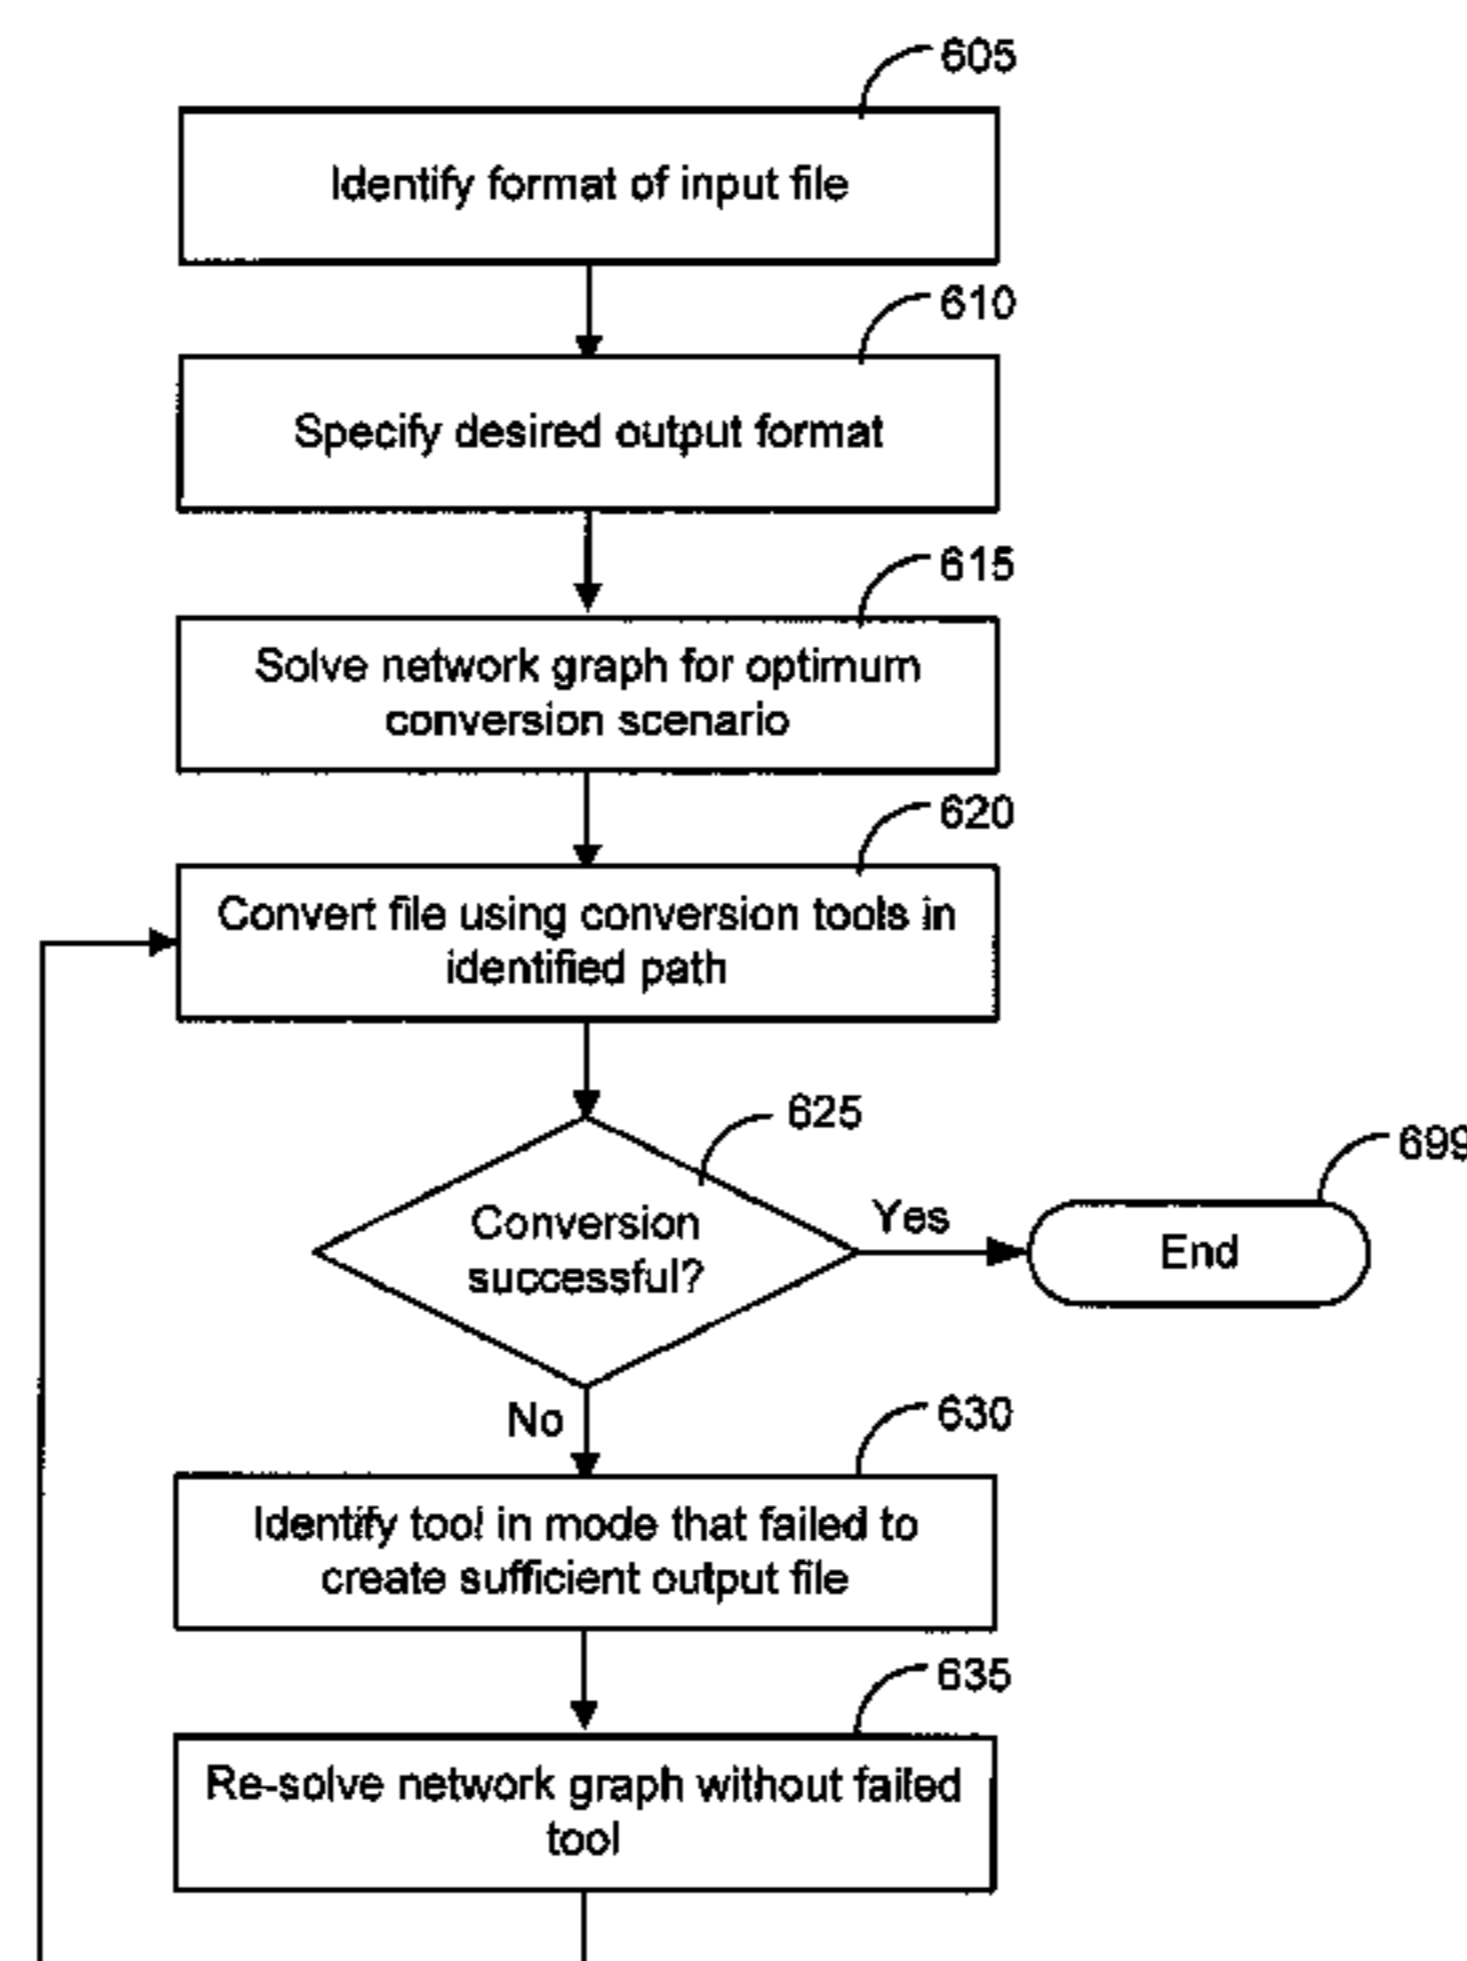 605
Identify format of input file
610
Specify desired output format
615
Solve network graph for optimum
conversion scenario
620
Convert file using conversion tools in
identified path
625
Conversion
successful?
Yes
699
End
No
630
Identify tool in mode that failed to
create sufficient output file
635
Re-solve network graph without failed
tool